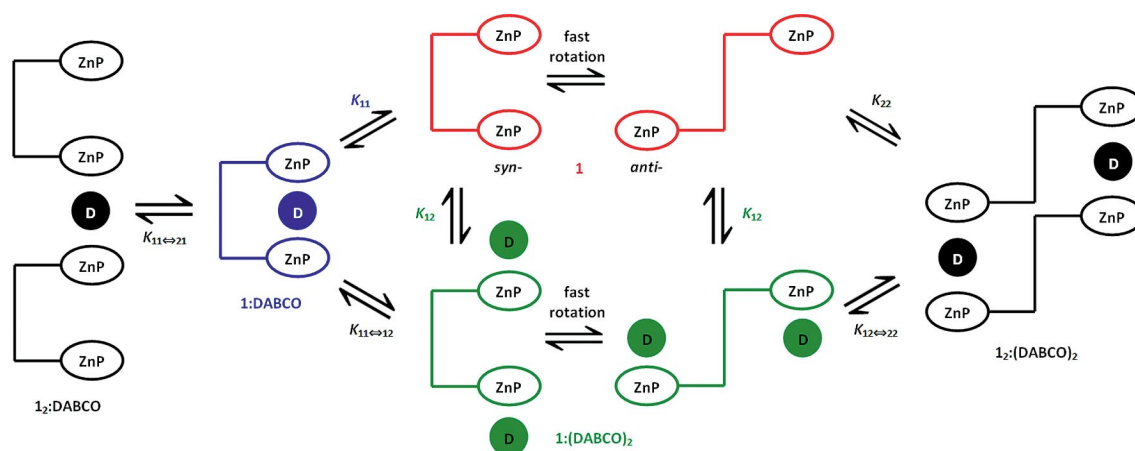 ZnP
ZnP
D
ZnP
ZnP
1₂:DABCO
K₁₁⇔₂₁
ZnP
D
ZnP
1:DABCO
K₁₁
K₁₁⇔₁₂
ZnP
ZnP
syn-
fast
rotation
1
ZnP
ZnP
anti-
K₁₂
K₁₂
D
ZnP
ZnP
D
fast
rotation
1:(DABCO)₂
D
ZnP
ZnP
D
K₂₂
K₁₂⇔₂₂
ZnP
D
ZnP
ZnP
D
ZnP
1₂:(DABCO)₂